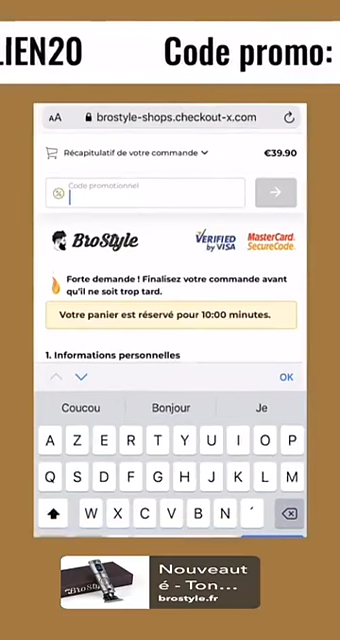 LIEN20 Code promo:
AA brostyle-shops.checkout-x.com
Récapitulatif de votre commande €39.90
Code promotionnel
BroStyle
VERIFIED by VISA
MasterCard. SecureCode.
Forte demande ! Finalisez votre commande avant
qu'il ne soit trop tard.
Votre panier est réservé pour 10:00 minutes.
1. Informations personnelles
OK
Coucou Bonjour Je
A Z E R T Y U I O P
Q S D F G H J K L M
W X C V B N ´
BroStyle
Nouveaut
é - Ton...
brostyle.fr